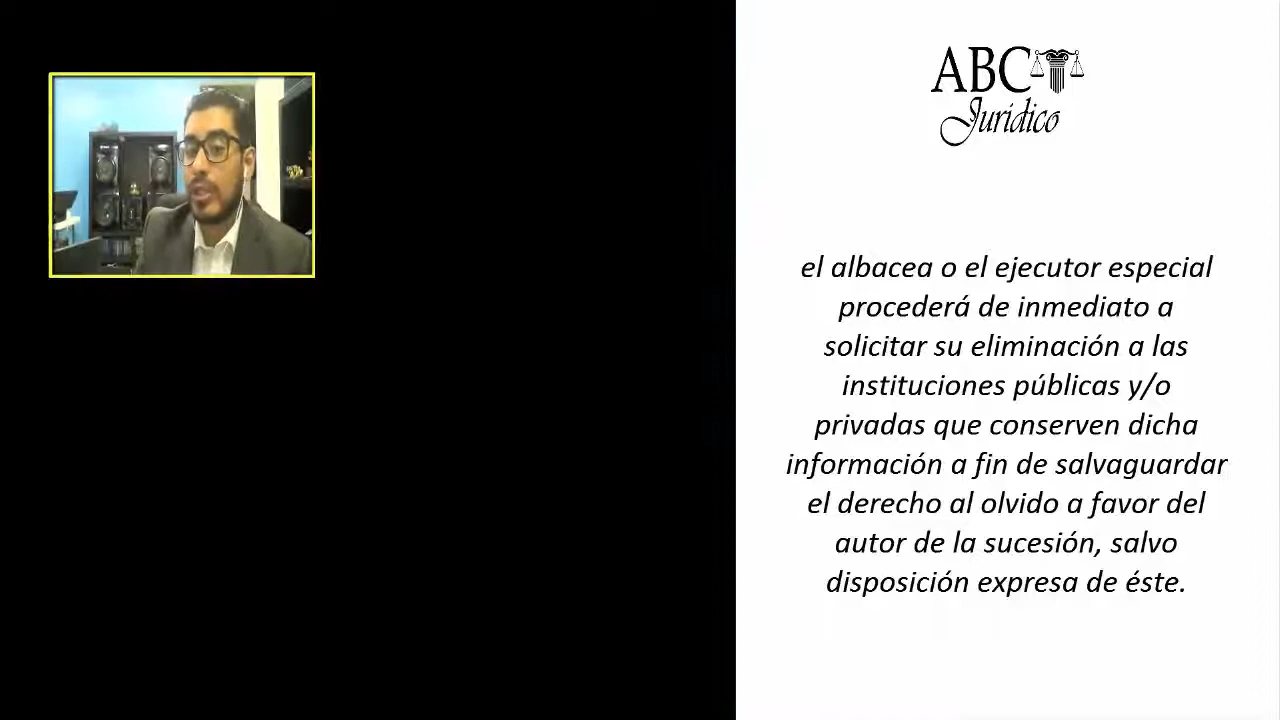 ABC
Jurídico
el albacea o el ejecutor especial
procederá de inmediato a
solicitar su eliminación a las
instituciones públicas y/o
privadas que conserven dicha
información a fin de salvaguardar
el derecho al olvido a favor del
autor de la sucesión, salvo
disposición expresa de éste.